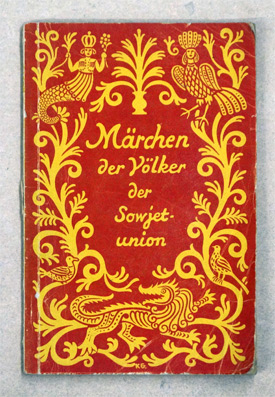 Märchen
der Völker
der
Sowjet-
union
K.G.